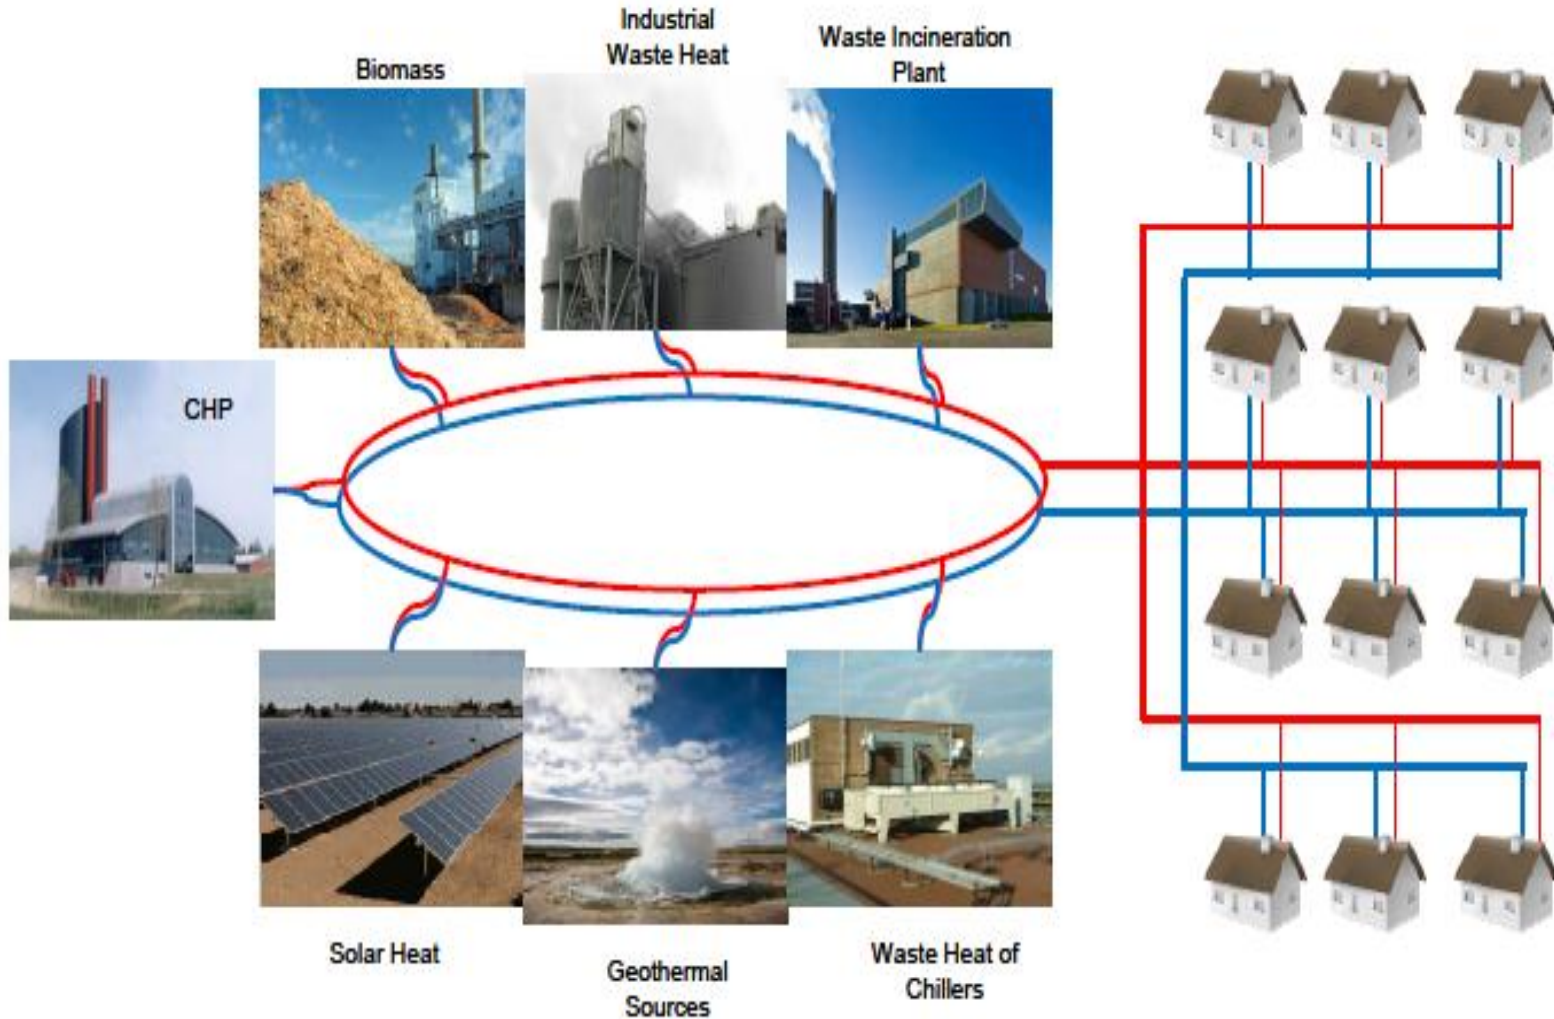 Industrial
Waste Heat
Waste Incineration
Plant
Biomass
CHP
Solar Heat
Geothermal
Sources
Waste Heat of
Chillers